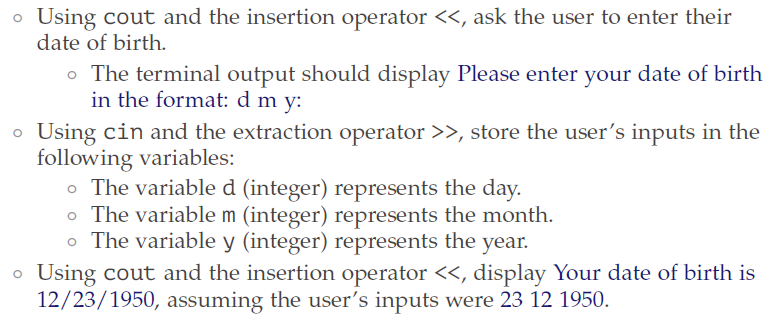 ◦ Using cout and the insertion operator <<, ask the user to enter their
date of birth.
◦ The terminal output should display Please enter your date of birth
in the format: d m y:
◦ Using cin and the extraction operator >>, store the user’s inputs in the
following variables:
◦ The variable d (integer) represents the day.
◦ The variable m (integer) represents the month.
◦ The variable y (integer) represents the year.
◦ Using cout and the insertion operator <<, display Your date of birth is
12/23/1950, assuming the user’s inputs were 23 12 1950.